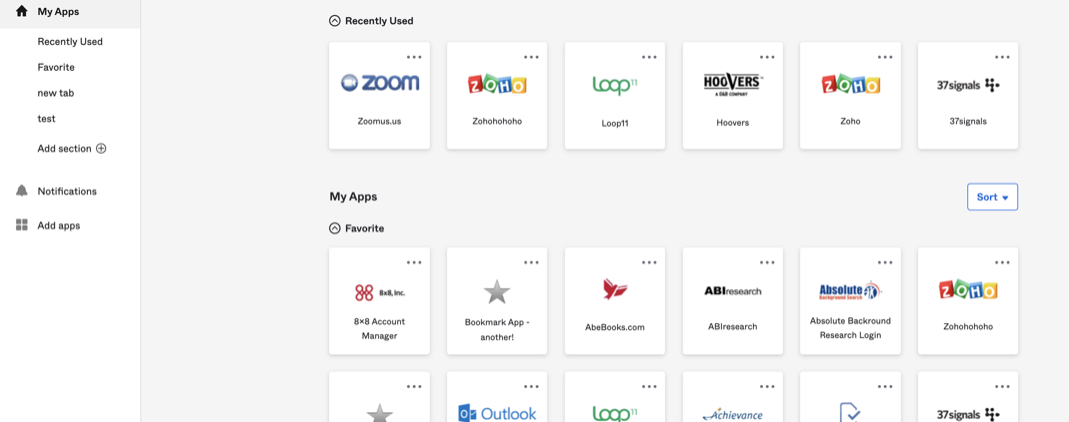 My Apps
Recently Used
Favorite
new tab
test
Add section
Notifications
Add apps
Recently Used
zoom
Zoomus.us
ZOHO
Zohohohoho
Loop11
Loop11
HOOVERS
A D&B COMPANY
Hoovers
ZOHO
Zoho
37signals
37signals
My Apps
Sort
Favorite
8x8, Inc.
8×8 Account
Manager
Bookmark App -
another!
AbeBooks.com
ABIresearch
ABIresearch
Absolute
Background Search
Absolute Backround
Research Login
ZOHO
Zohohohoho
Outlook
Loop11
Achievance
37signals